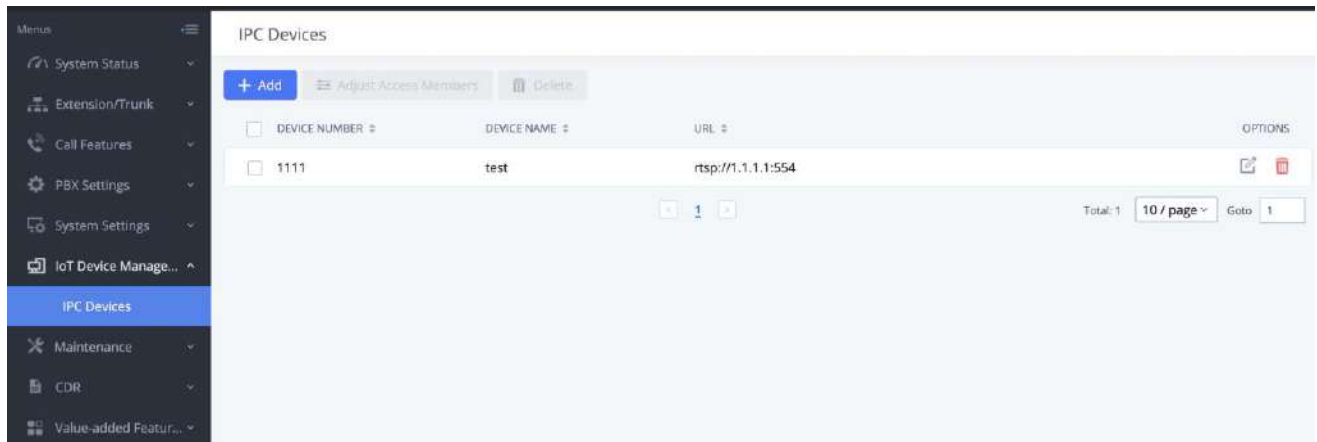 Menus
System Status
Extension/Trunk
Call Features
PBX Settings
System Settings
IoT Device Manage...
IPC Devices
Maintenance
CDR
Value-added Featur...
IPC Devices
+ Add Adjust Access Members Delete
DEVICE NUMBER DEVICE NAME URL OPTIONS
1111 test rtsp://1.1.1.1:554
< 1 > Total: 1 10 / page Goto 1